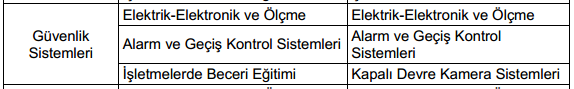 Elektrik-Elektronik ve Ölçme
Elektrik-Elektronik ve Ölçme
Güvenlik
Sistemleri
Alarm ve Geçiş Kontrol Sistemleri
Alarm ve Geçiş Kontrol
Sistemleri
İşletmelerde Beceri Eğitimi
Kapalı Devre Kamera Sistemleri